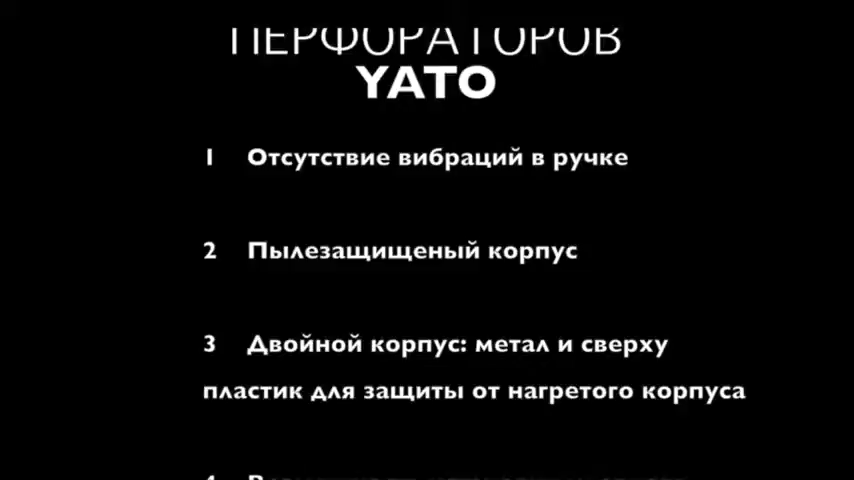 ПЕРФОРАТОРОВ
YATO
1 Отсутствие вибраций в ручке
2 Пылезащищеный корпус
3 Двойной корпус: метал и сверху
пластик для защиты от нагретого корпуса